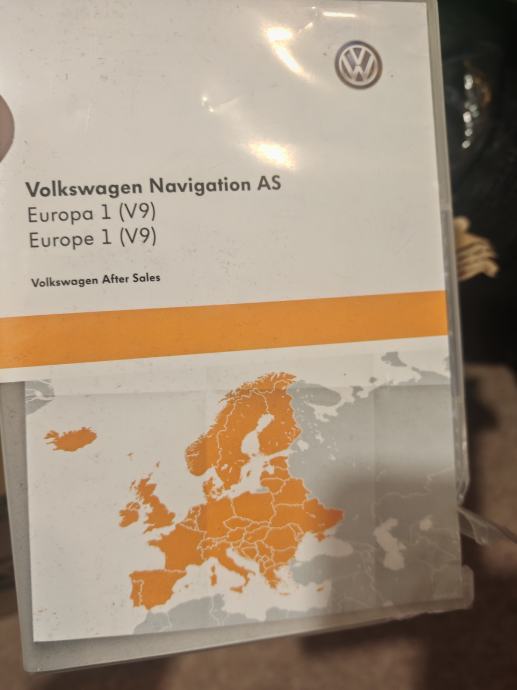 Volkswagen Navigation AS
Europa 1 (V9)
Europe 1 (V9)
Volkswagen After Sales